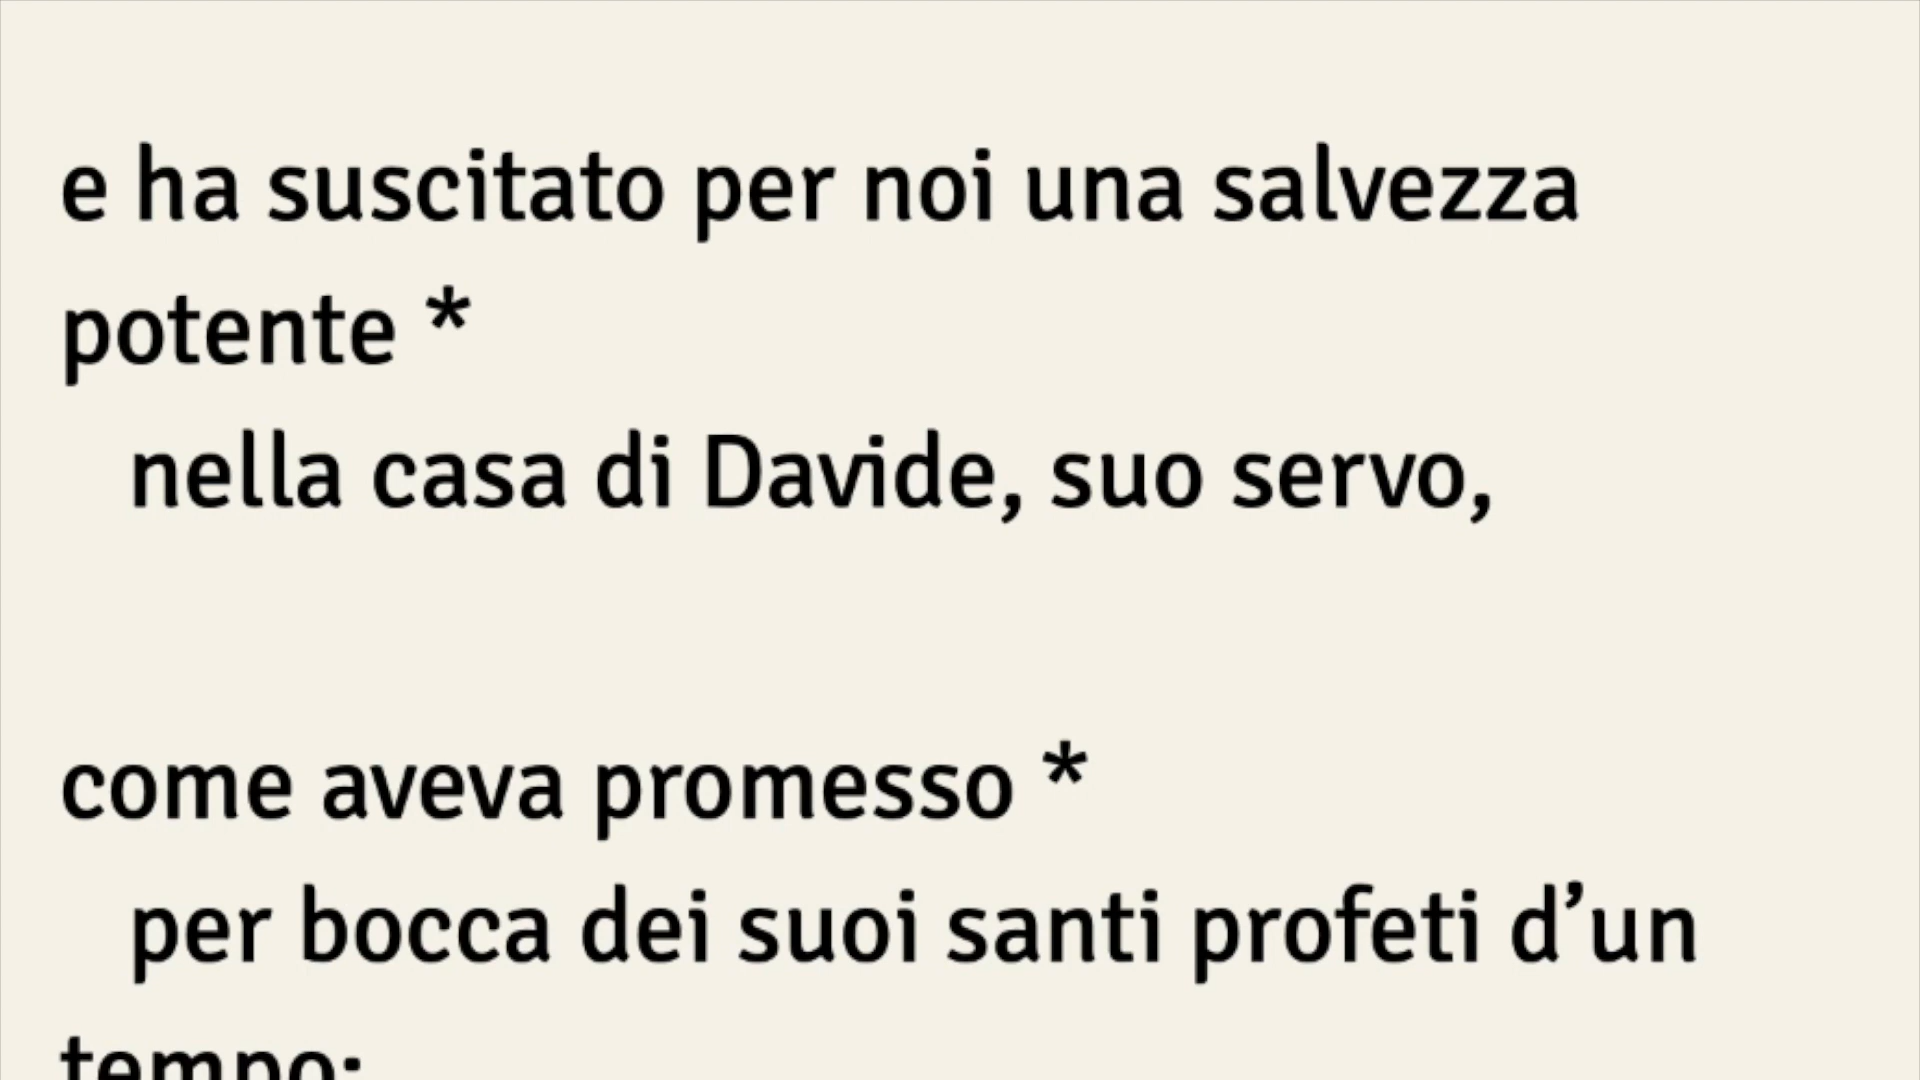 e ha suscitato per noi una salvezza
potente *
nella casa di Davide, suo servo,
come aveva promesso *
per bocca dei suoi santi profeti d’un
tempo: